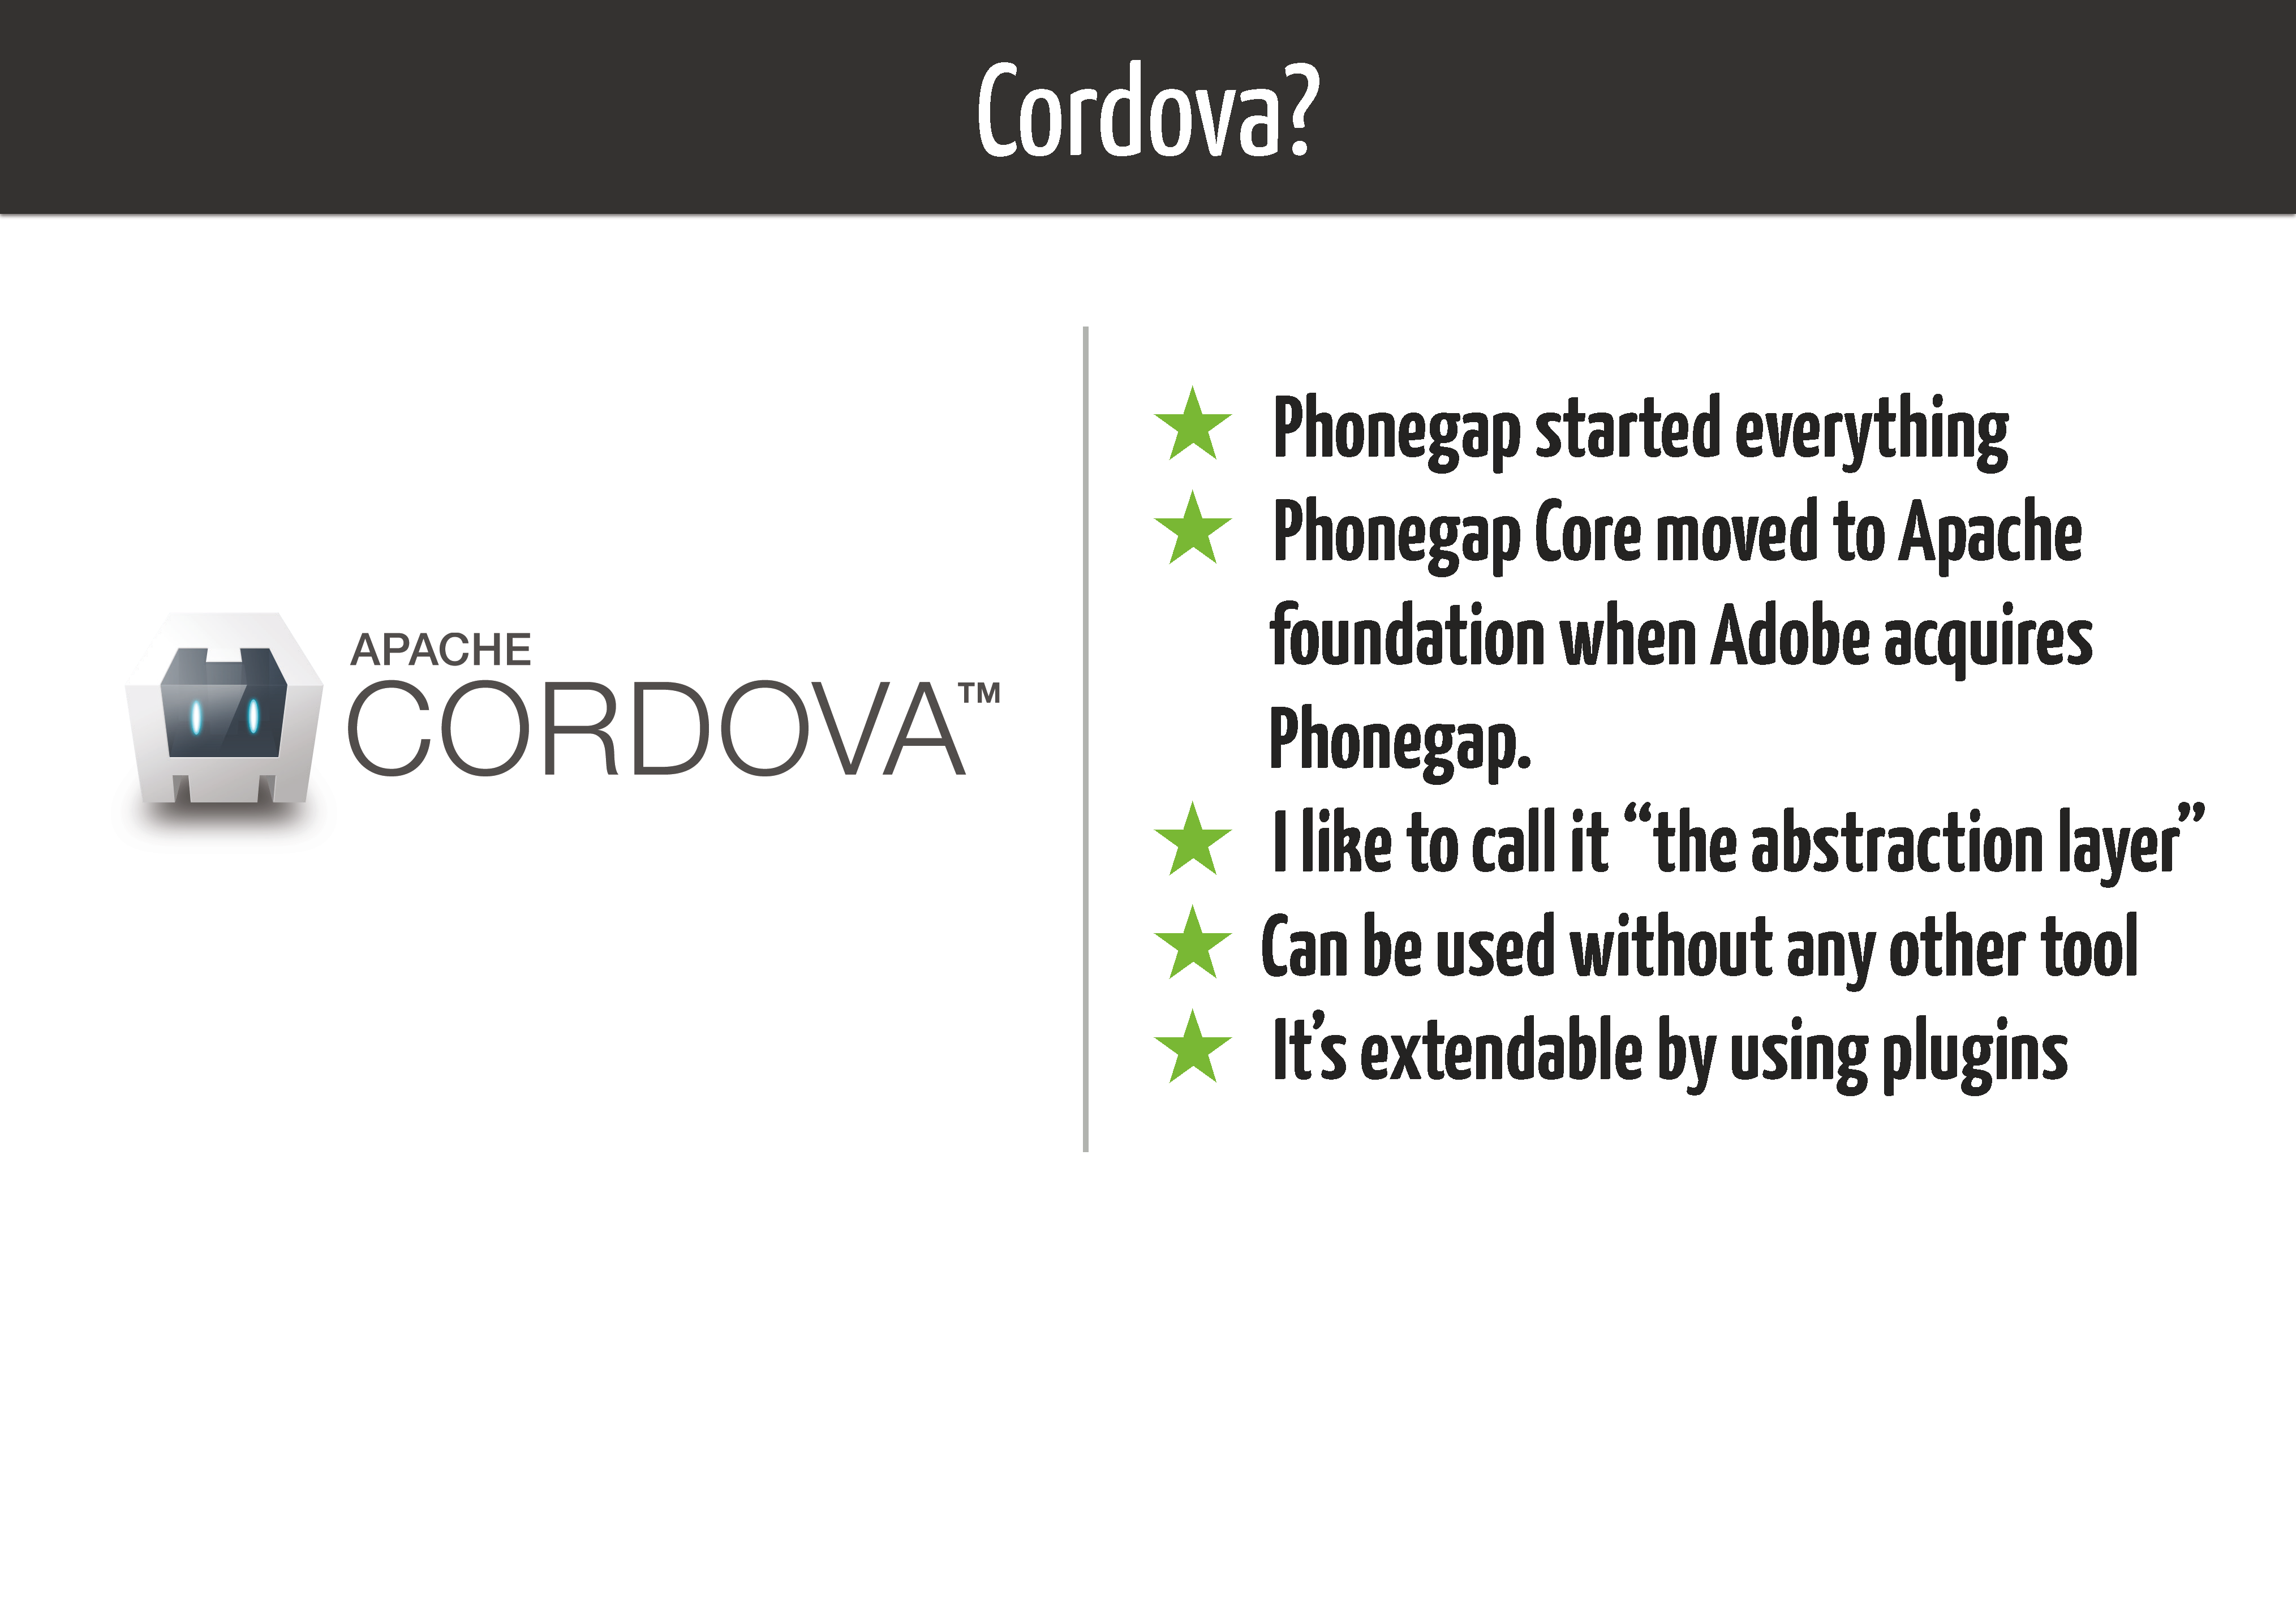 Cordova?
APACHE
CORDOVA™
Phonegap started everything
Phonegap Core moved to Apache
foundation when Adobe acquires
Phonegap.
I like to call it “the abstraction layer”
Can be used without any other tool
It’s extendable by using plugins